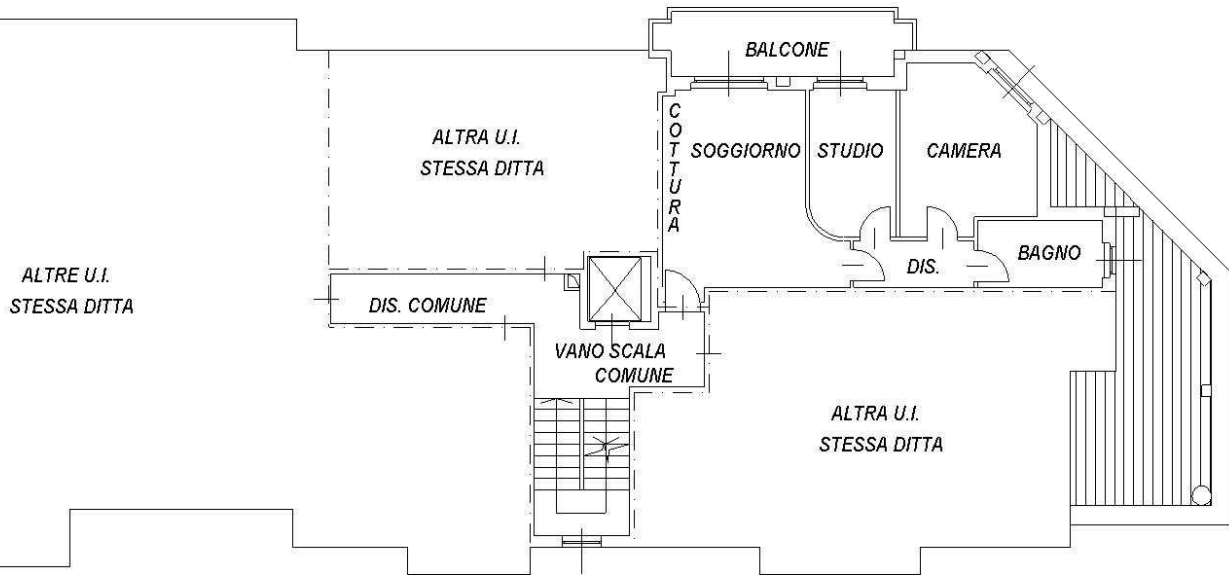 BALCONE
ALTRA U.I.
STESSA DITTA
COTTURA
SOGGIORNO
STUDIO
CAMERA
BAGNO
DIS.
ALTRE U.I.
STESSA DITTA
DIS. COMUNE
VANO SCALA
COMUNE
ALTRA U.I.
STESSA DITTA